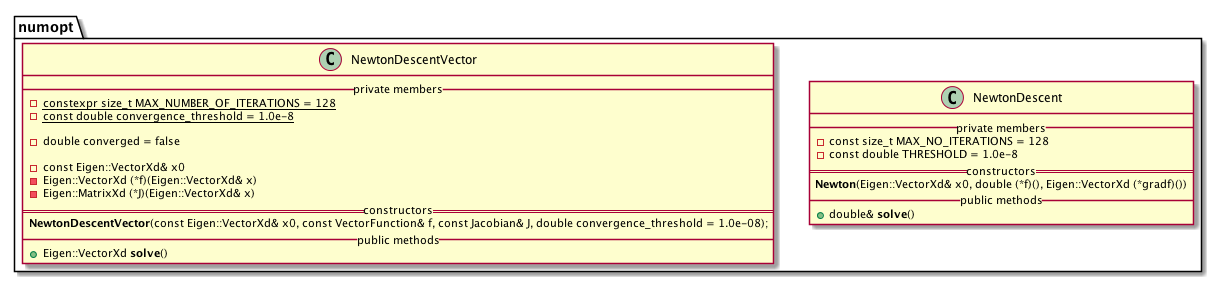 numopt
C NewtonDescentVector
private members
constexpr size_t MAX_NUMBER_OF_ITERATIONS = 128
const double convergence_threshold = 1.0e-8
double converged = false
const Eigen::VectorXd& x0
Eigen::VectorXd (*f)(Eigen::VectorXd& x)
Eigen::MatrixXd (*J)(Eigen::VectorXd& x)
constructors
NewtonDescentVector(const Eigen::VectorXd& x0, const VectorFunction& f, const Jacobian& J, double convergence_threshold = 1.0e-08);
public methods
Eigen::VectorXd solve()
C NewtonDescent
private members
const size_t MAX_NO_ITERATIONS = 128
const double THRESHOLD = 1.0e-8
constructors
Newton(Eigen::VectorXd& x0, double (*f)(), Eigen::VectorXd (*gradf)())
public methods
double& solve()